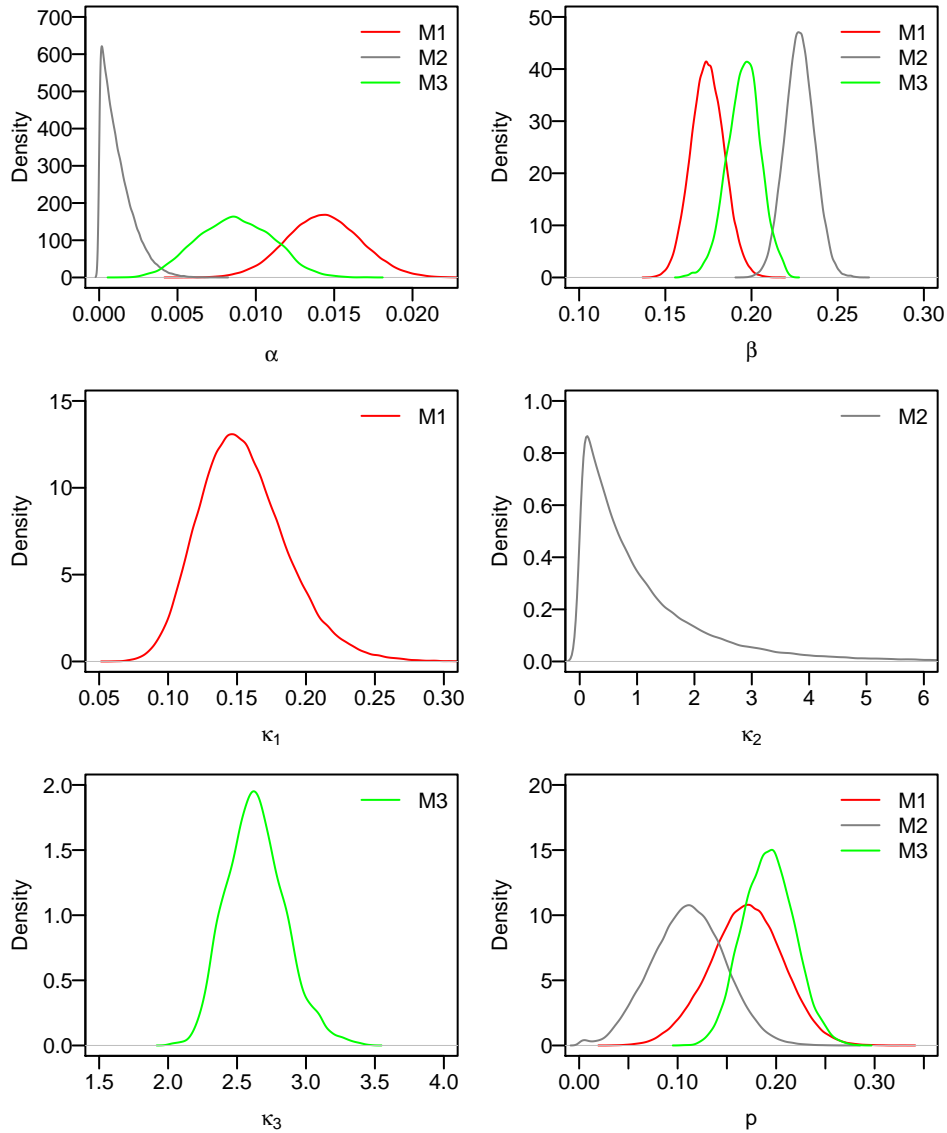 700
600
500
400
300
200
100
0
Density
0.000 0.005 0.010 0.015 0.020
α
M1
M2
M3
50
40
30
20
10
0
Density
0.10 0.15 0.20 0.25 0.30
β
M1
M2
M3
15
10
5
0
Density
0.05 0.10 0.15 0.20 0.25 0.30
κ1
M1
1.0
0.8
0.6
0.4
0.2
0.0
Density
0 1 2 3 4 5 6
κ2
M2
2.0
1.5
1.0
0.5
0.0
Density
1.5 2.0 2.5 3.0 3.5 4.0
κ3
M3
20
15
10
5
0
Density
0.00 0.10 0.20 0.30
p
M1
M2
M3